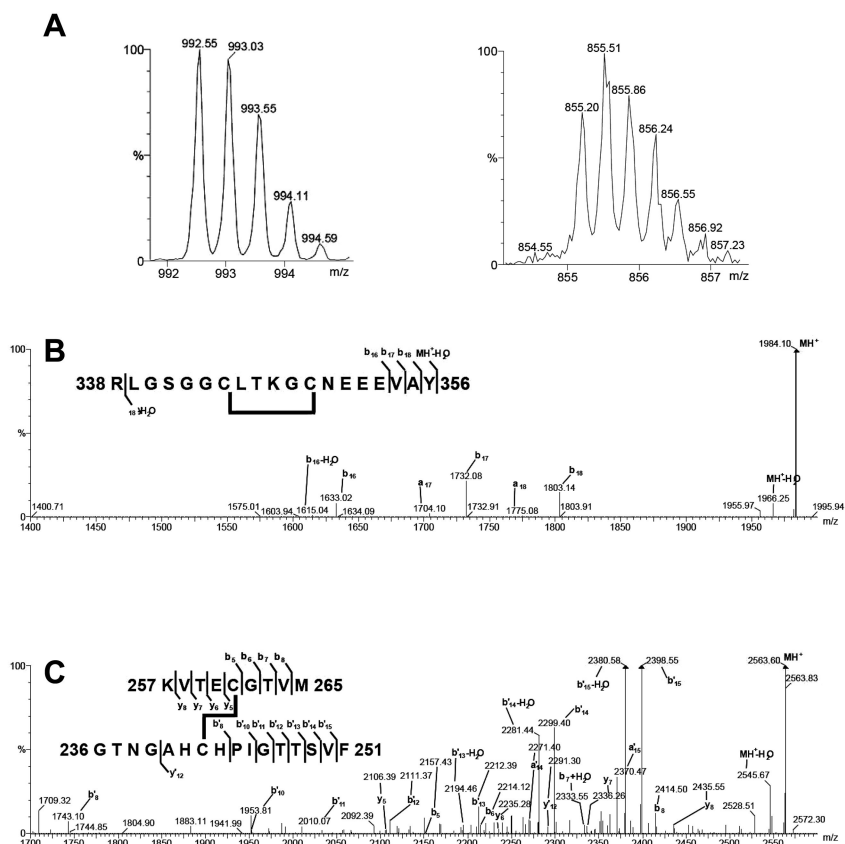 A
100
%
0
992.55
993.03
993.55
994.11
994.59
992 993 994 m/z
100
%
0
854.55
855.20
855.51
855.86
856.24
856.55
856.92
857.23
855 856 857 m/z
B
100
%
0
b16 b17 b18 MH+-H2O
338 R L G S G G C L T K G C N E E E V A Y 356
1400.71
1575.01
1603.94
b16-H2O
1615.04
b16
1633.02
1634.09
a17
1704.10
b17
1732.08
1732.91
a18
1775.08
b18
1803.14
1803.91
1955.97
MH+-H2O
1966.25
1984.10 MH+
1995.94
1400 1450 1500 1550 1600 1650 1700 1750 1800 1850 1900 1950 m/z
C
100
%
0
b5 b6 b7 b8
257 K V T E C G T V M 265
y8 y7 y6 y5
b'8 b'10 b'11 b'12 b'13 b'14 b'15
236 G T N G A H C H P I G T T S V F 251
y'12
1709.32
b'8
1743.10
1744.85
1804.90
1883.11
1941.99
b'10
1953.81
b'11
2010.07
2092.39
2106.39
y5
2111.37
b'12
2157.43
b5
b'13-H2O
2194.46
2212.39
b'13
2214.12
b6
2235.28
y6
b'14-H2O
2281.44
2271.40
a'14
2299.40
b'14
2291.30
y'12
b7+H2O
2333.55
y7
2336.26
b'15-H2O
2380.58
2398.55
b'15
a'15
2370.47
2414.50
b8
2435.55
y8
2528.51
MH+-H2O
2545.67
2563.60 MH+
2563.83
2572.30
1700 1750 1800 1850 1900 1950 2000 2050 2100 2150 2200 2250 2300 2350 2400 2450 2500 2550 m/z